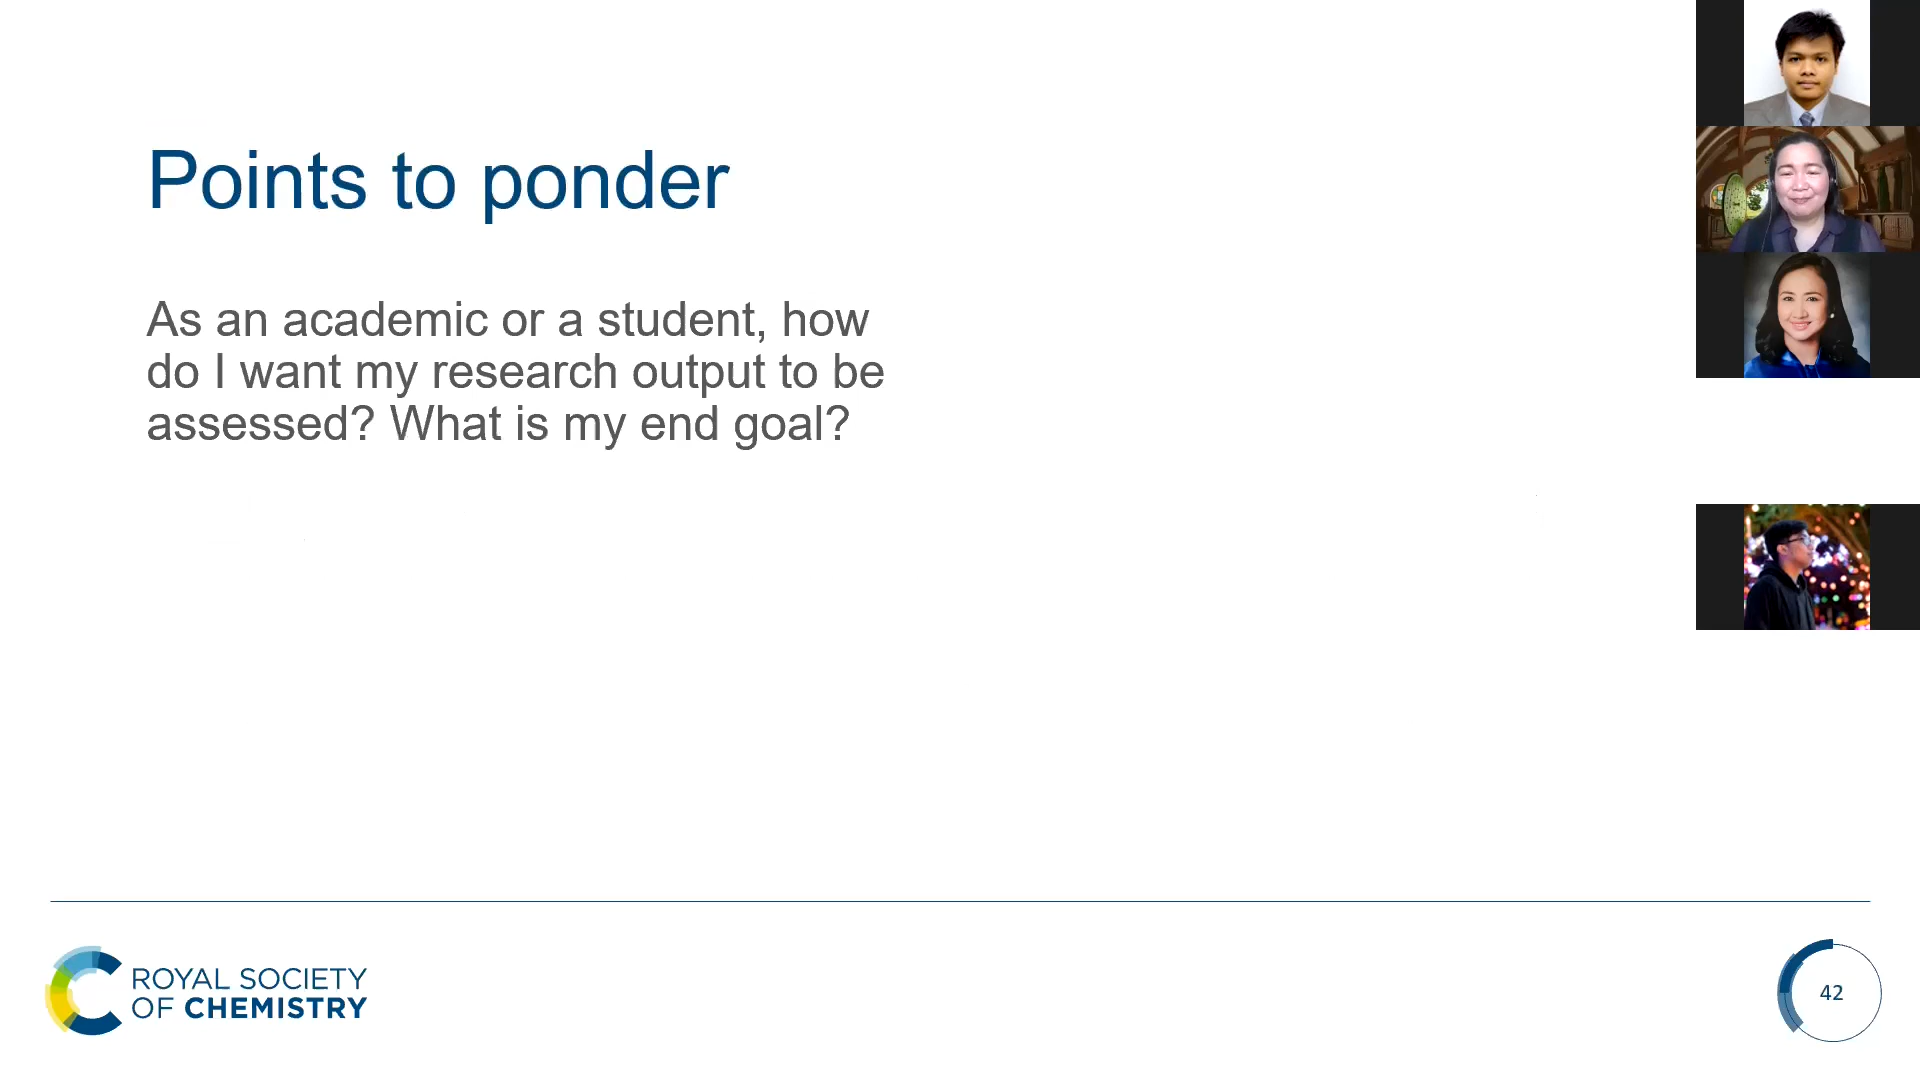 Points to ponder
As an academic or a student, how
do I want my research output to be
assessed? What is my end goal?
ROYAL SOCIETY
OF CHEMISTRY
42